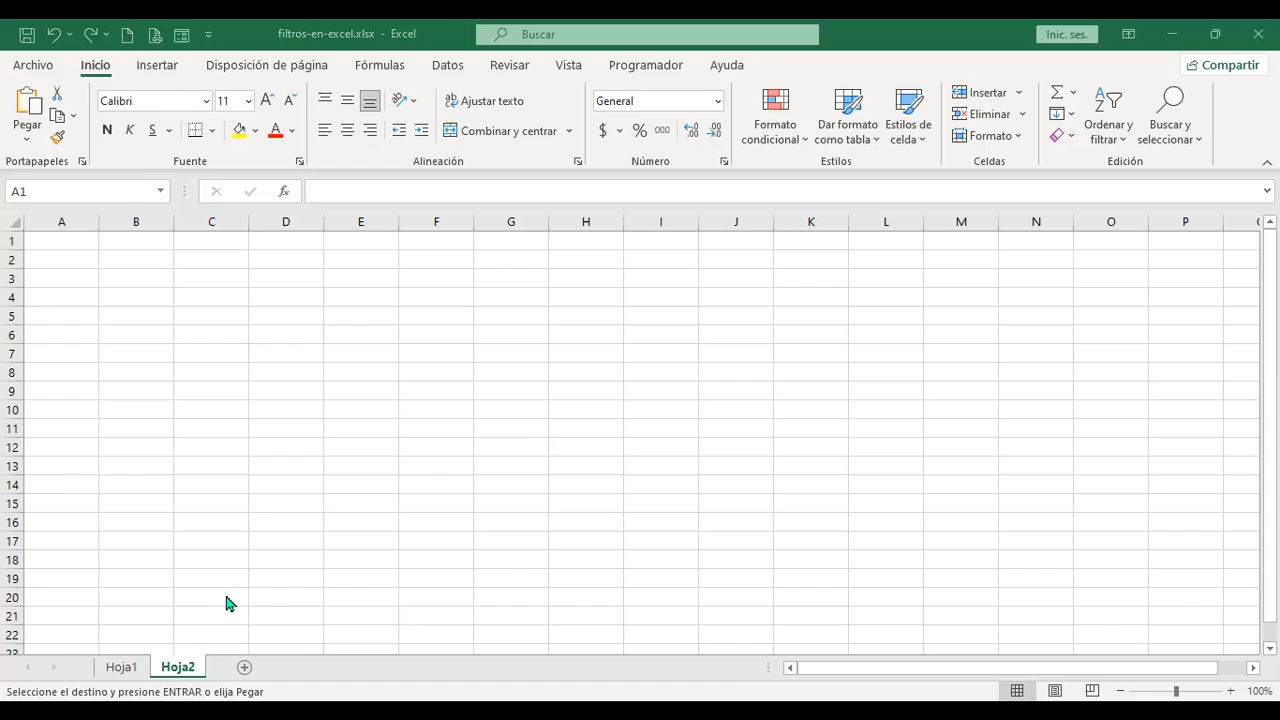 filtros-en-excel.xlsx - Excel
Buscar
Inic. ses.
Archivo Inicio Insertar Disposición de página Fórmulas Datos Revisar Vista Programador Ayuda
Compartir
Pegar
Portapapeles
Calibri 11
N K S A
Fuente
Ajustar texto
Combinar y centrar
Alineación
General
$ % 000
Número
Formato condicional
Dar formato como tabla
Estilos de celda
Estilos
Insertar
Eliminar
Formato
Celdas
Ordenar y filtrar
Buscar y seleccionar
Edición
A1
fx
A B C D E F G H I J K L M N O P
1
2
3
4
5
6
7
8
9
10
11
12
13
14
15
16
17
18
19
20
21
22
23
Hoja1 Hoja2
Seleccione el destino y presione ENTRAR o elija Pegar
100%